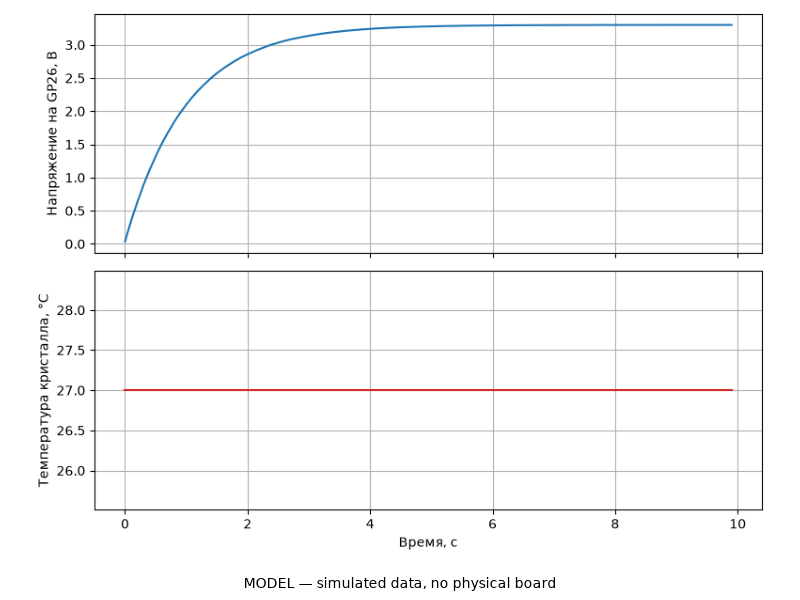 Напряжение на GP26, В
3.0
2.5
2.0
1.5
1.0
0.5
0.0
Температура кристалла, °C
28.0
27.5
27.0
26.5
26.0
0 2 4 6 8 10
Время, с
MODEL — simulated data, no physical board